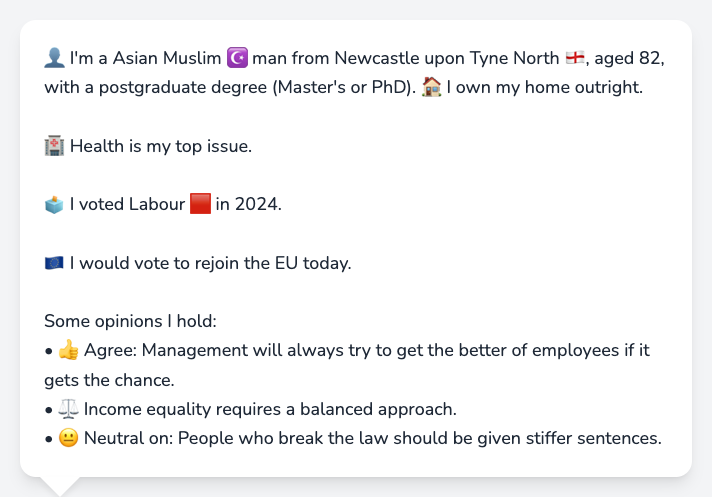 👤 I'm a Asian Muslim ☪️ man from Newcastle upon Tyne North 🏴󠁧󠁢󠁥󠁮󠁧󠁿, aged 82,
with a postgraduate degree (Master's or PhD). 🏠 I own my home outright.
🏥 Health is my top issue.
🗳️ I voted Labour 🟥 in 2024.
🇪🇺 I would vote to rejoin the EU today.
Some opinions I hold:
• 👍 Agree: Management will always try to get the better of employees if it
gets the chance.
• ⚖️ Income equality requires a balanced approach.
• 😐 Neutral on: People who break the law should be given stiffer sentences.